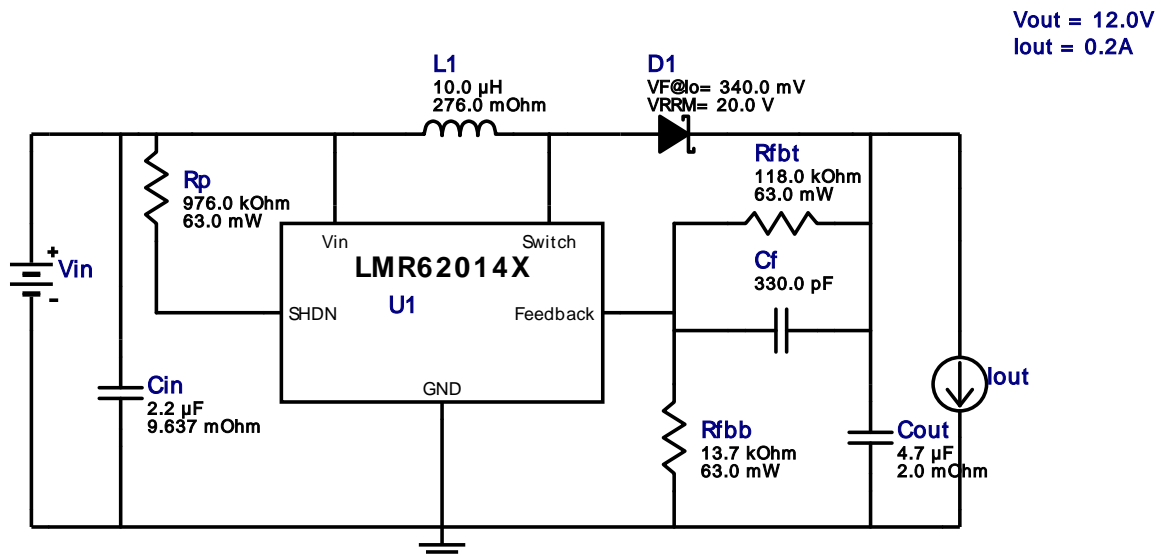 Vout = 12.0V
Iout = 0.2A
L1
10.0 µH
276.0 mOhm
D1
VF@Io= 340.0 mV
VRRM= 20.0 V
Rfbt
118.0 kOhm
63.0 mW
Rp
976.0 kOhm
63.0 mW
Vin
Switch
LMR62014X
U1
Cf
330.0 pF
+
Vin
-
SHDN
Feedback
GND
Cin
2.2 µF
9.637 mOhm
Iout
Rfbb
13.7 kOhm
63.0 mW
Cout
4.7 µF
2.0 mOhm